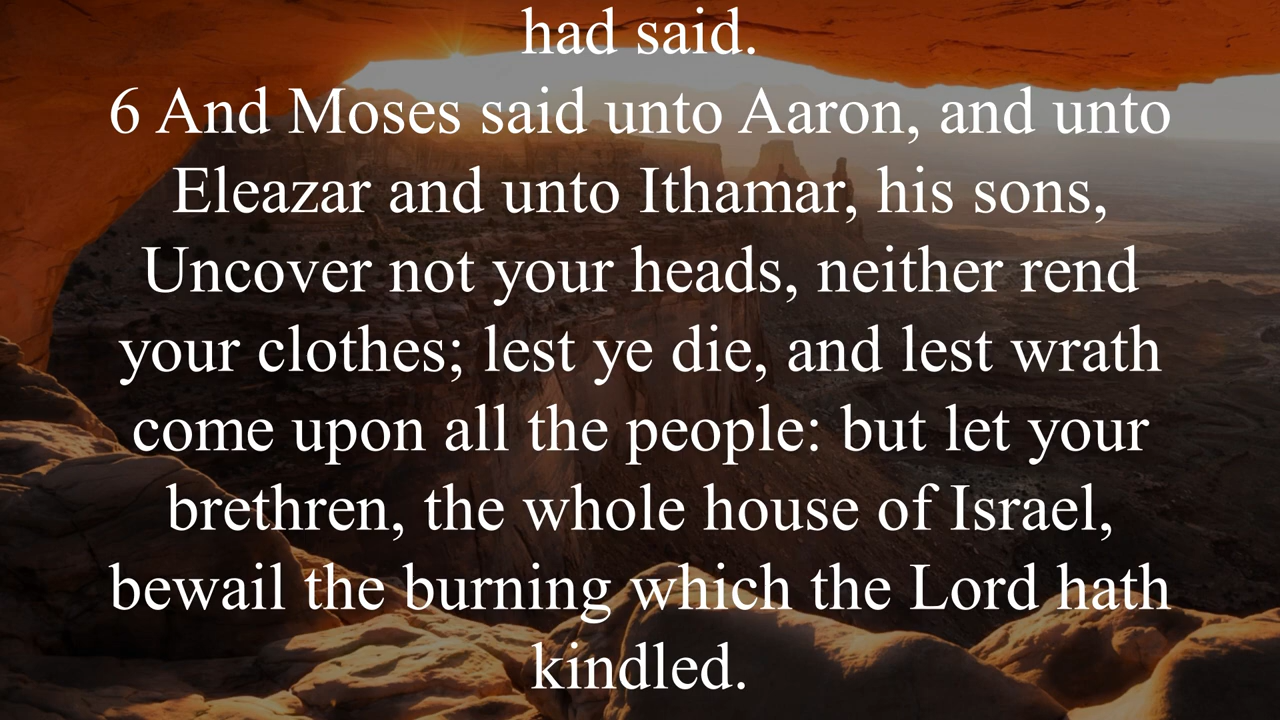 had said.
6 And Moses said unto Aaron, and unto
Eleazar and unto Ithamar, his sons,
Uncover not your heads, neither rend
your clothes; lest ye die, and lest wrath
come upon all the people: but let your
brethren, the whole house of Israel,
bewail the burning which the Lord hath
kindled.